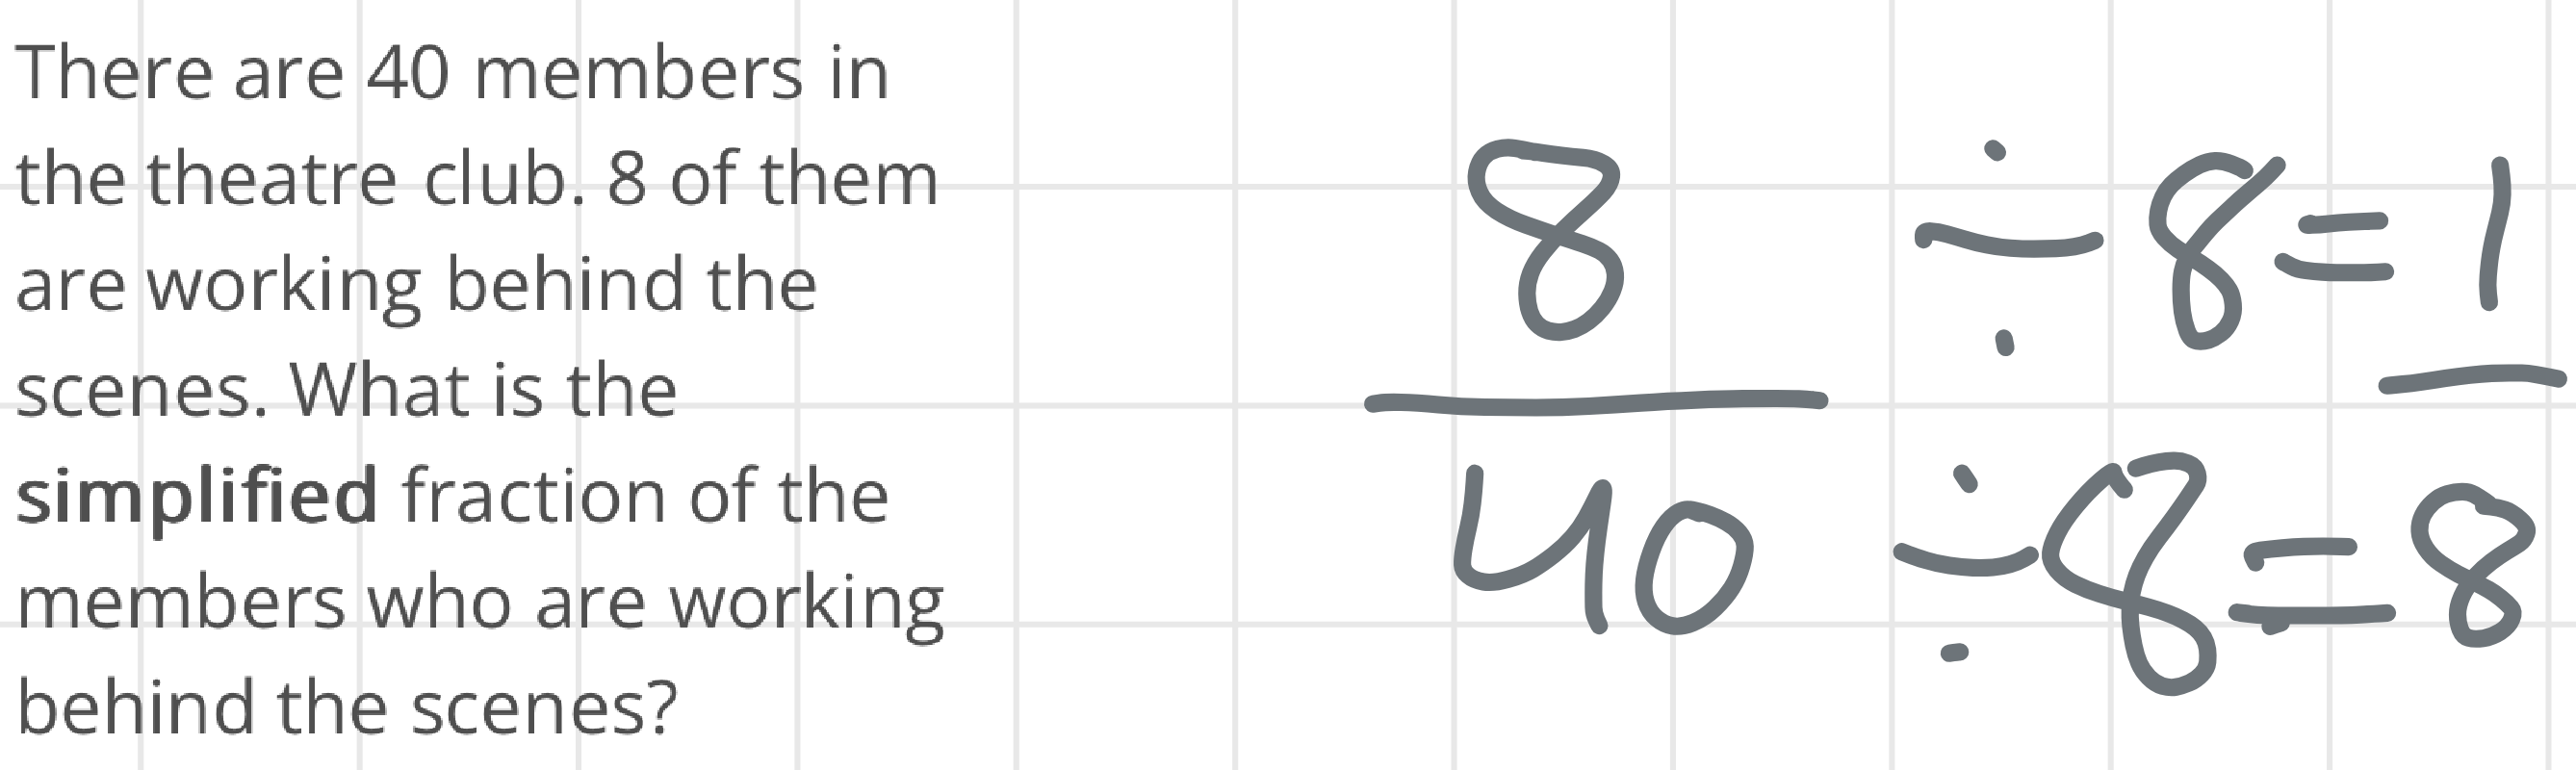 There are 40 members in
the theatre club. 8 of them
are working behind the
scenes. What is the
simplified fraction of the
members who are working
behind the scenes?
8 ÷ 8 = 1
40 ÷ 8 = 8